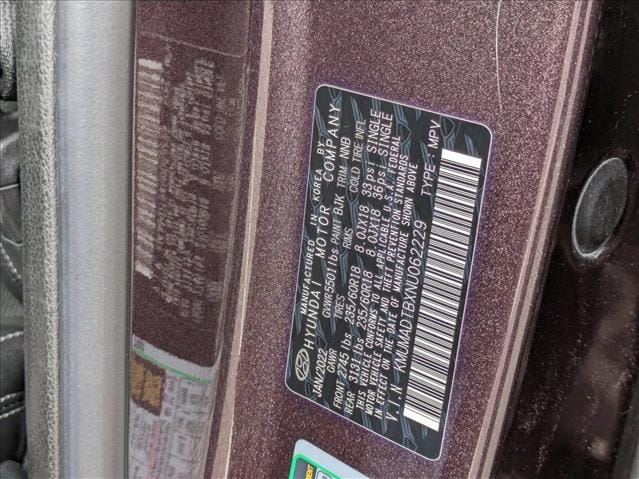 MANUFACTURED IN KOREA BY
HYUNDAI MOTOR COMPANY
JAN/2022 GVWR 5501 lbs PAINT BJK TRIM NNB
GAWR TIRES RIMS COLD TIRE INFL
FRONT 2745 lbs 235/60R18 8.0JX18 33psi SINGLE
REAR 3131 lbs 235/60R18 8.0JX18 36psi SINGLE
THIS VEHICLE CONFORMS TO ALL APPLICABLE U.S.A. FEDERAL
MOTOR VEHICLE SAFETY AND THEFT PREVENTION STANDARDS
IN EFFECT ON THE DATE OF MANUFACTURE SHOWN ABOVE
V.I.N KMUMADTBXNU062229 TYPE : MPV